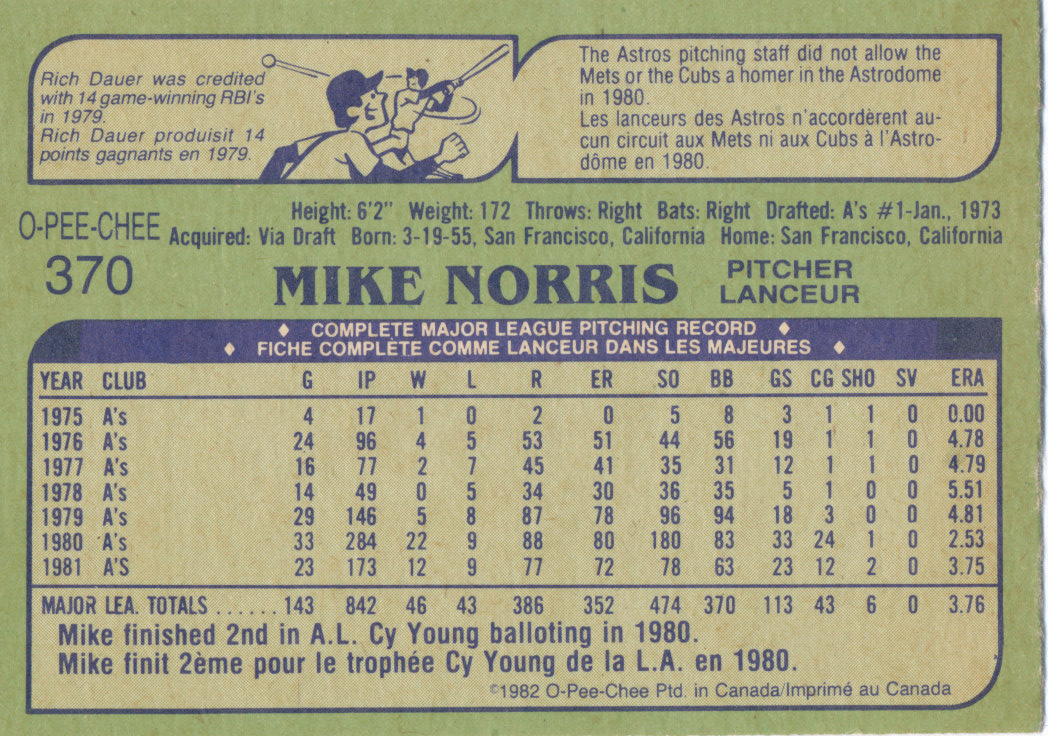 Rich Dauer was credited
with 14 game-winning RBI's
in 1979.
Rich Dauer produisit 14
points gagnants en 1979.
The Astros pitching staff did not allow the
Mets or the Cubs a homer in the Astrodome
in 1980.
Les lanceurs des Astros n'accordèrent au-
cun circuit aux Mets ni aux Cubs à l'Astro-
dôme en 1980.
O-PEE-CHEE
370
Height: 6'2" Weight: 172 Throws: Right Bats: Right Drafted: A's #1-Jan., 1973
Acquired: Via Draft Born: 3-19-55, San Francisco, California Home: San Francisco, California
MIKE NORRIS
PITCHER
LANCEUR
♦ COMPLETE MAJOR LEAGUE PITCHING RECORD ♦
♦ FICHE COMPLÈTE COMME LANCEUR DANS LES MAJEURES ♦
YEAR CLUB G IP W L R ER SO BB GS CG SHO SV ERA
1975 A's 4 17 1 0 2 0 5 8 3 1 1 0 0.00
1976 A's 24 96 4 5 53 51 44 56 19 1 1 0 4.78
1977 A's 16 77 2 7 45 41 35 31 12 1 1 0 4.79
1978 A's 14 49 0 5 34 30 36 35 5 1 0 0 5.51
1979 A's 29 146 5 8 87 78 96 94 18 3 0 0 4.81
1980 A's 33 284 22 9 88 80 180 83 33 24 1 0 2.53
1981 A'S 23 173 12 9 77 72 78 63 23 12 2 0 3.75
MAJOR LEA. TOTALS ...... 143 842 46 43 386 352 474 370 113 43 6 0 3.76
Mike finished 2nd in A.L. Cy Young balloting in 1980.
Mike finit 2ème pour le trophée Cy Young de la L.A. en 1980.
©1982 O-Pee-Chee Ptd. in Canada/Imprimé au Canada